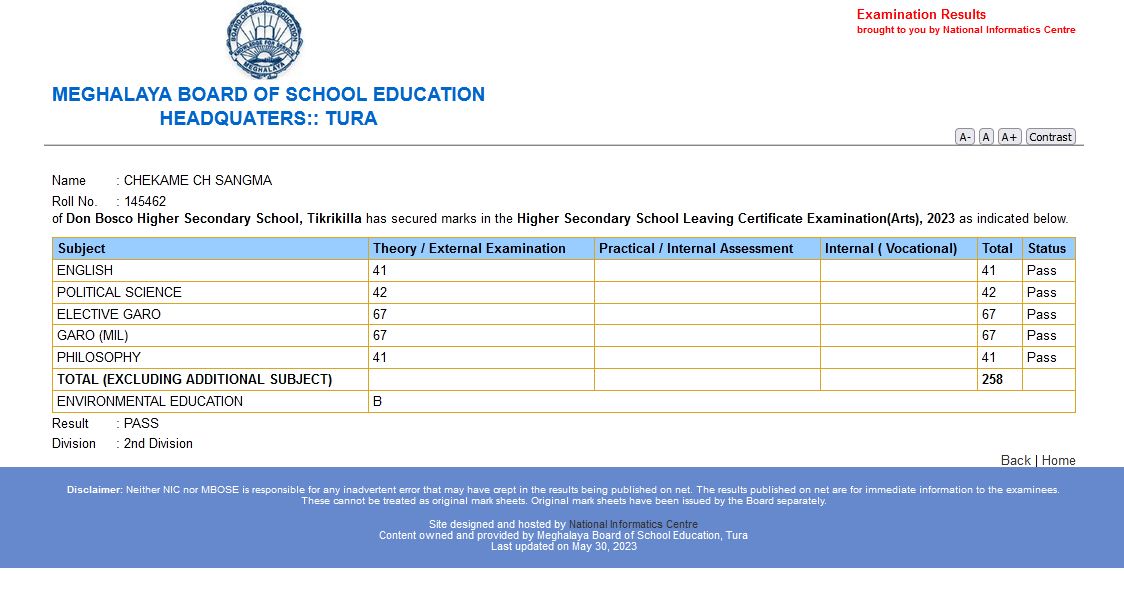 BOARD OF SCHOOL EDUCATION
MEGHALAYA
Examination Results
brought to you by National Informatics Centre
MEGHALAYA BOARD OF SCHOOL EDUCATION
HEADQUATERS:: TURA
A- A A+ Contrast
Name : CHEKAME CH SANGMA
Roll No. : 145462
of Don Bosco Higher Secondary School, Tikrikilla has secured marks in the Higher Secondary School Leaving Certificate Examination(Arts), 2023 as indicated below.
Subject Theory / External Examination Practical / Internal Assessment Internal ( Vocational) Total Status
ENGLISH 41 41 Pass
POLITICAL SCIENCE 42 42 Pass
ELECTIVE GARO 67 67 Pass
GARO (MIL) 67 67 Pass
PHILOSOPHY 41 41 Pass
TOTAL (EXCLUDING ADDITIONAL SUBJECT) 258
ENVIRONMENTAL EDUCATION B
Result : PASS
Division : 2nd Division
Back | Home
Disclaimer: Neither NIC nor MBOSE is responsible for any inadvertent error that may have crept in the results being published on net. The results published on net are for immediate information to the examinees.
These cannot be treated as original mark sheets. Original mark sheets have been issued by the Board separately.
Site designed and hosted by National Informatics Centre
Content owned and provided by Meghalaya Board of School Education, Tura
Last updated on May 30, 2023